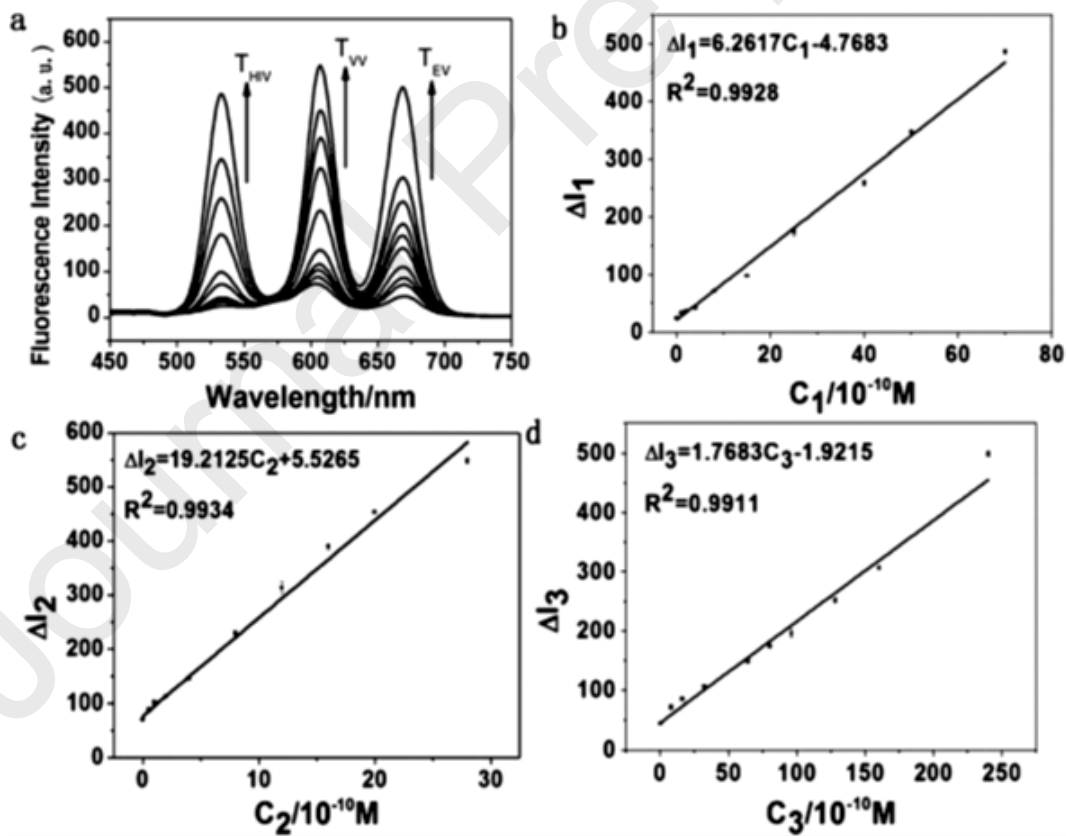 a
600
500
400
300
200
100
0
Fluorescence Intensity (a. u.)
T_HIV
T_VV
T_EV
450 500 550 600 650 700 750
Wavelength/nm
b
500
400
300
200
100
0
ΔI₁
ΔI₁=6.2617C₁-4.7683
R²=0.9928
0 20 40 60 80
C₁/10⁻¹⁰M
c
600
500
400
300
200
100
0
ΔI₂
ΔI₂=19.2125C₂+5.5265
R²=0.9934
0 10 20 30
C₂/10⁻¹⁰M
d
500
400
300
200
100
0
ΔI₃
ΔI₃=1.7683C₃-1.9215
R²=0.9911
0 50 100 150 200 250
C₃/10⁻¹⁰M
Journal Pre